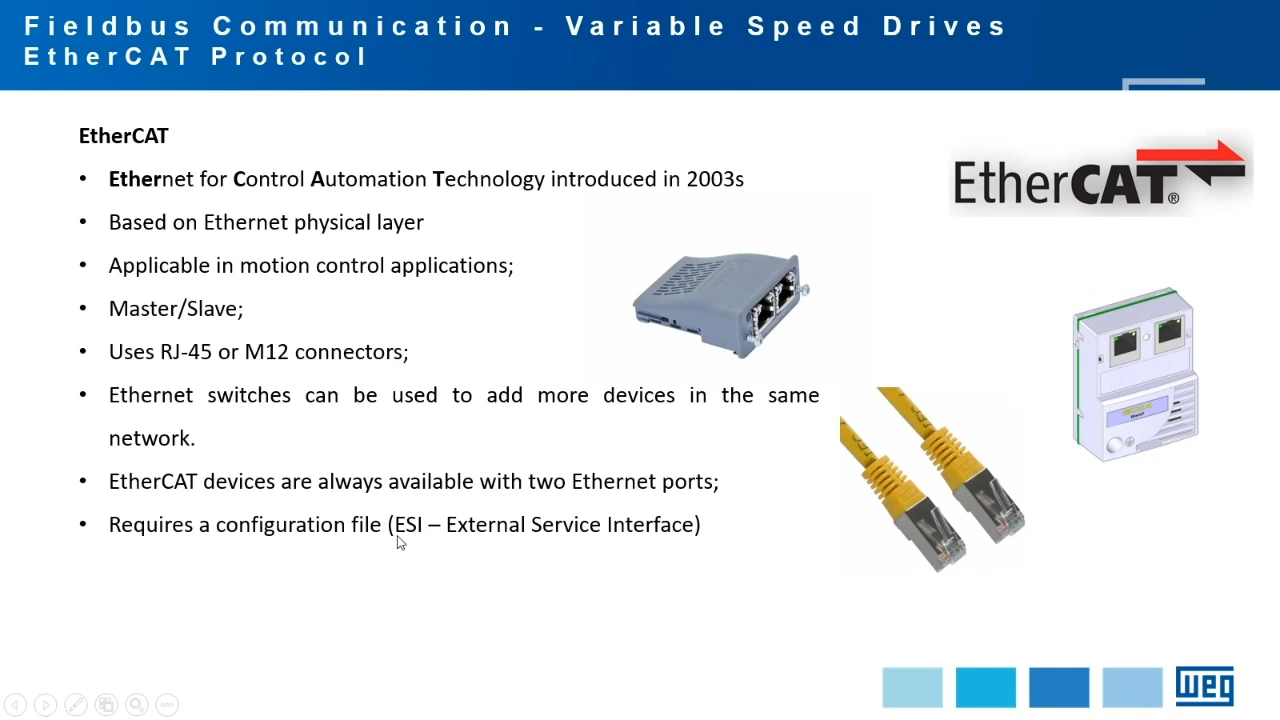 Fieldbus Communication - Variable Speed Drives
EtherCAT Protocol
EtherCAT
• Ethernet for Control Automation Technology introduced in 2003s
• Based on Ethernet physical layer
• Applicable in motion control applications;
• Master/Slave;
• Uses RJ-45 or M12 connectors;
• Ethernet switches can be used to add more devices in the same
network.
• EtherCAT devices are always available with two Ethernet ports;
• Requires a configuration file (ESI – External Service Interface)
EtherCAT®
weg